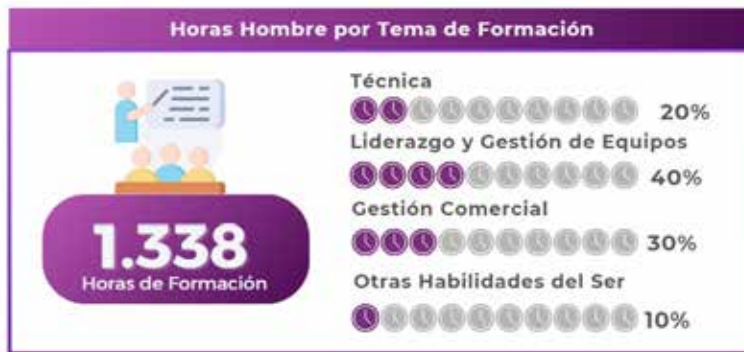 Horas Hombre por Tema de Formación
Técnica
20%
Liderazgo y Gestión de Equipos
40%
Gestión Comercial
30%
Otras Habilidades del Ser
10%
1.338
Horas de Formación